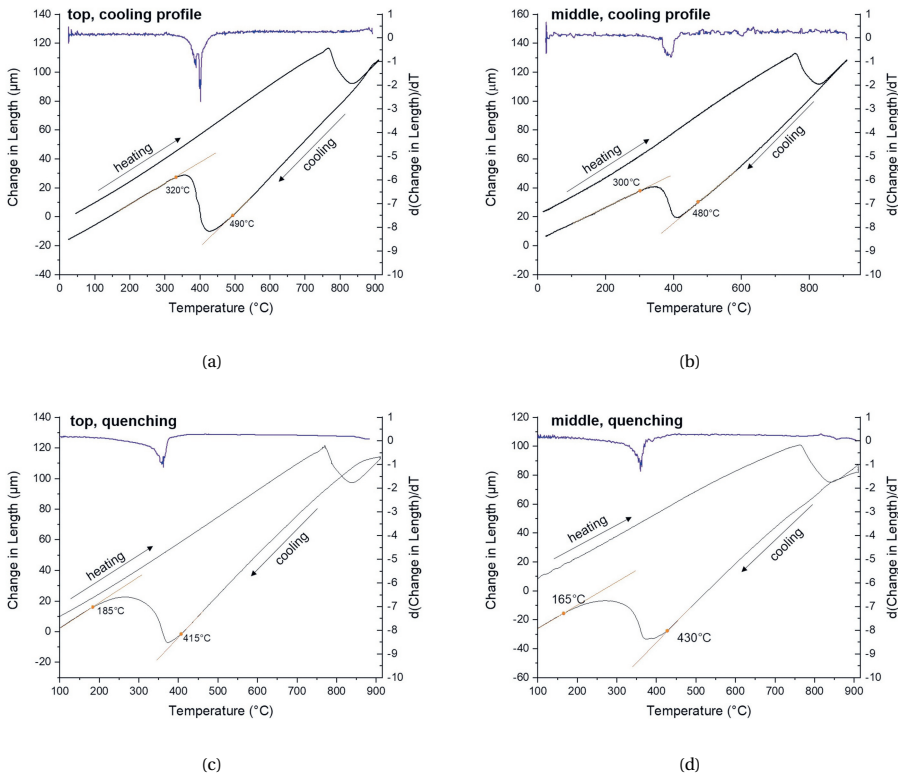 top, cooling profile
140
120
100
80
60
40
20
0
-20
-40
1
0
-1
-2
-3
-4
-5
-6
-7
-8
-9
-10
Change in Length (µm)
d(Change in Length)/dT
heating
cooling
320°C
490°C
0 100 200 300 400 500 600 700 800 900
Temperature (°C)
(a)
middle, cooling profile
160
140
120
100
80
60
40
20
0
-20
1
0
-1
-2
-3
-4
-5
-6
-7
-8
-9
-10
Change in Length (µm)
d(Change in Length)/dT
heating
cooling
300°C
480°C
0 200 400 600 800
Temperature (°C)
(b)
top, quenching
140
120
100
80
60
40
20
0
-20
1
0
-1
-2
-3
-4
-5
-6
-7
-8
-9
-10
Change in Length (µm)
d(Change in Length)/dT
heating
cooling
185°C
415°C
100 200 300 400 500 600 700 800 900
Temperature (°C)
(c)
middle, quenching
120
100
80
60
40
20
0
-20
-40
-60
1
0
-1
-2
-3
-4
-5
-6
-7
-8
-9
-10
Change in Length (µm)
d(Change in Length)/dT
heating
cooling
165°C
430°C
100 200 300 400 500 600 700 800 900
Temperature (°C)
(d)